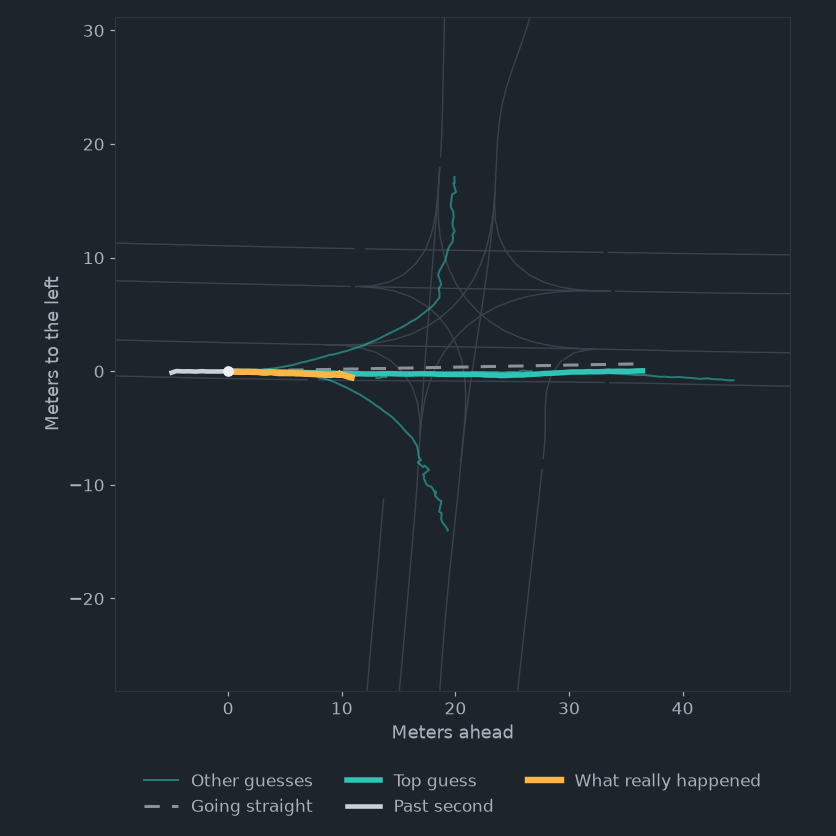 30
20
10
0
−10
−20
Meters to the left
0 10 20 30 40
Meters ahead
Other guesses Top guess What really happened
Going straight Past second